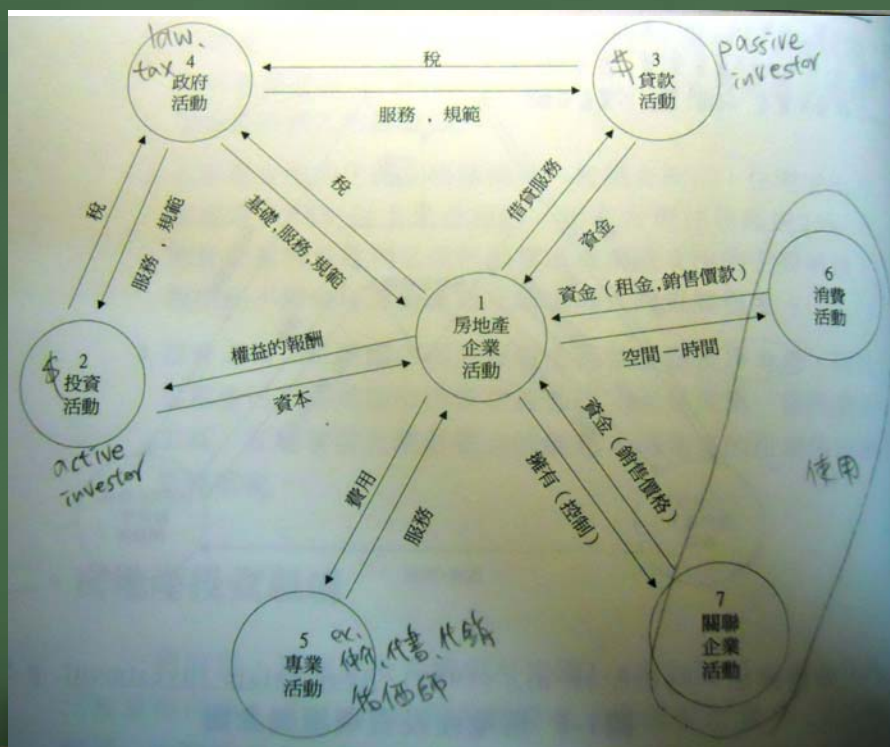 law.
tax
4
政府
活動
稅
服務，規範
$
3
貸款
活動
passive
investor
稅
服務，規範
稅
基礎，服務，規範
借貸服務
資金
1
房地產
企業
活動
資金（租金，銷售價款）
空間—時間
6
消費
活動
$
2
投資
活動
active
investor
權益的報酬
資本
費用
服務
資金（銷售價格）
擁有（控制）
使用
5
專業
活動
ex.
仲介、代書、代銷
估価師
7
關聯
企業
活動